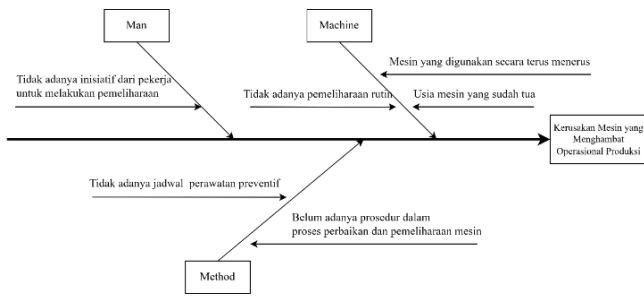 Man
Machine
Mesin yang digunakan secara terus menerus
Tidak adanya inisiatif dari pekerja
untuk melakukan pemeliharaan
Tidak adanya pemeliharaan rutin
Usia mesin yang sudah tua
Kerusakan Mesin yang
Menghambat
Operasional Produksi
Tidak adanya jadwal perawatan preventif
Belum adanya prosedur dalam
proses perbaikan dan pemeliharaan mesin
Method